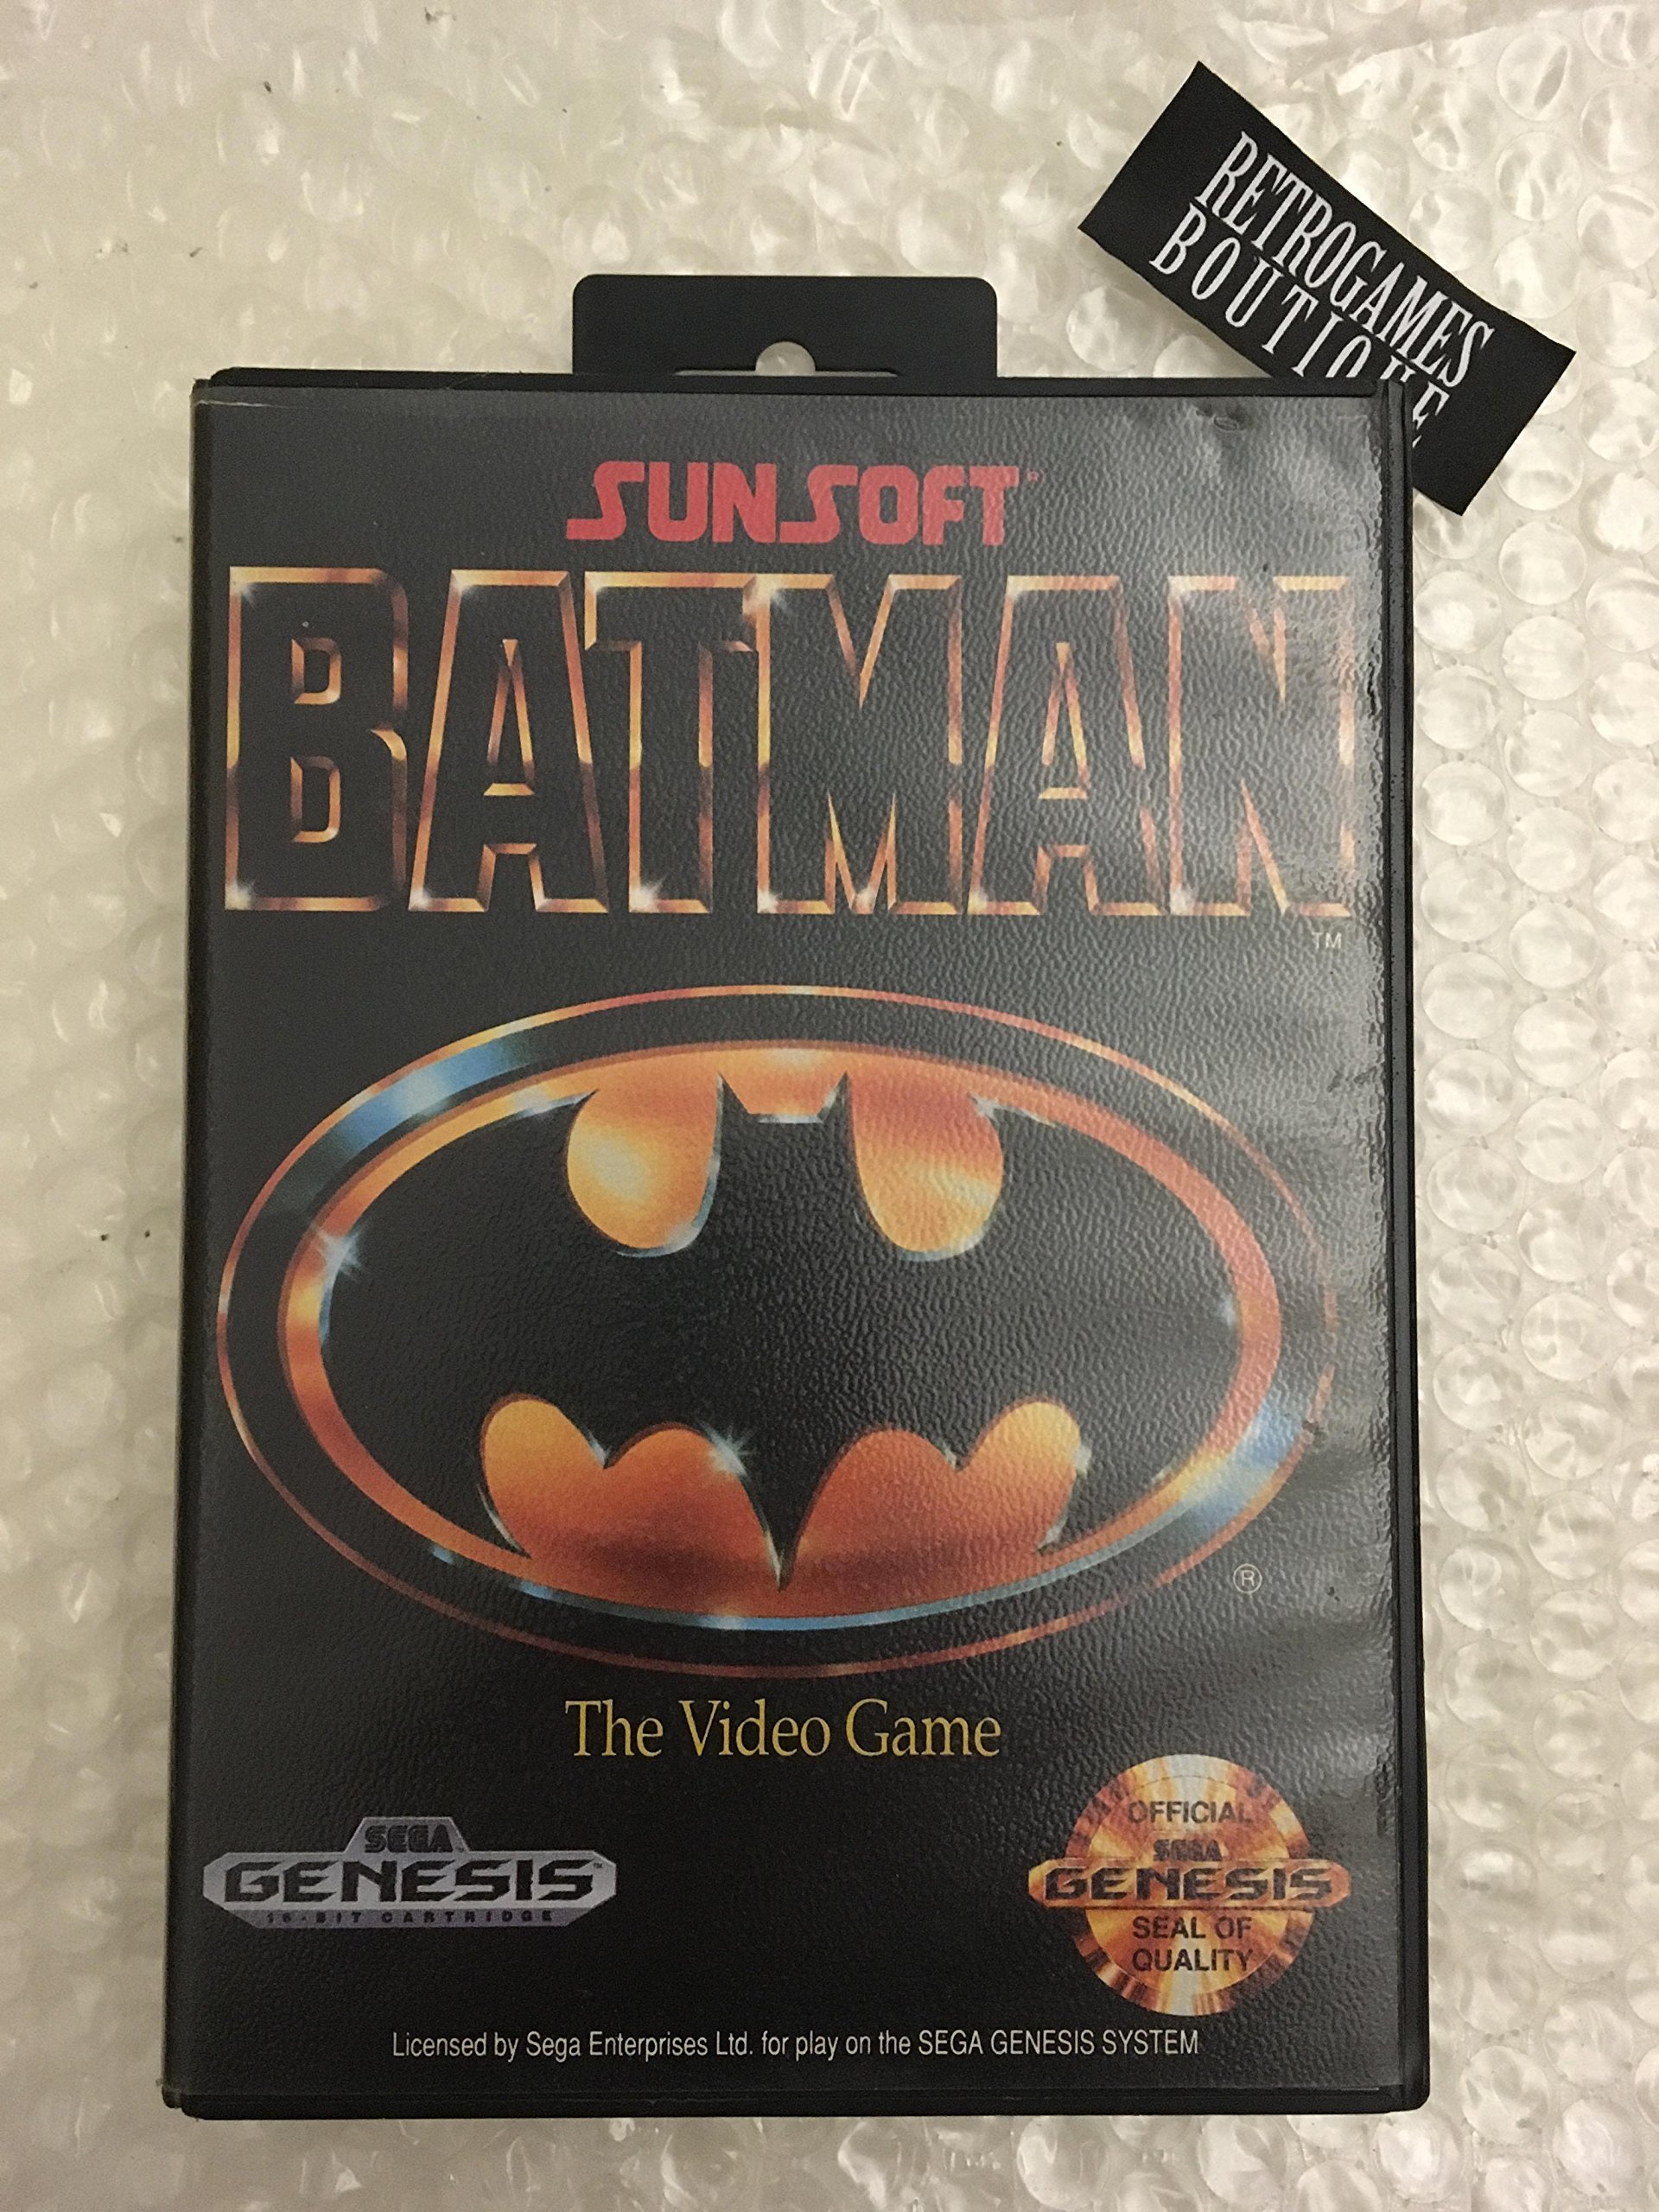 RETROGAMES
BOUTIQUE
SUNSOFT®
BATMAN
TM
®
The Video Game
SEGA
GENESIS™
16-BIT CARTRIDGE
OFFICIAL
SEGA
GENESIS
SEAL OF
QUALITY
Licensed by Sega Enterprises Ltd. for play on the SEGA GENESIS SYSTEM